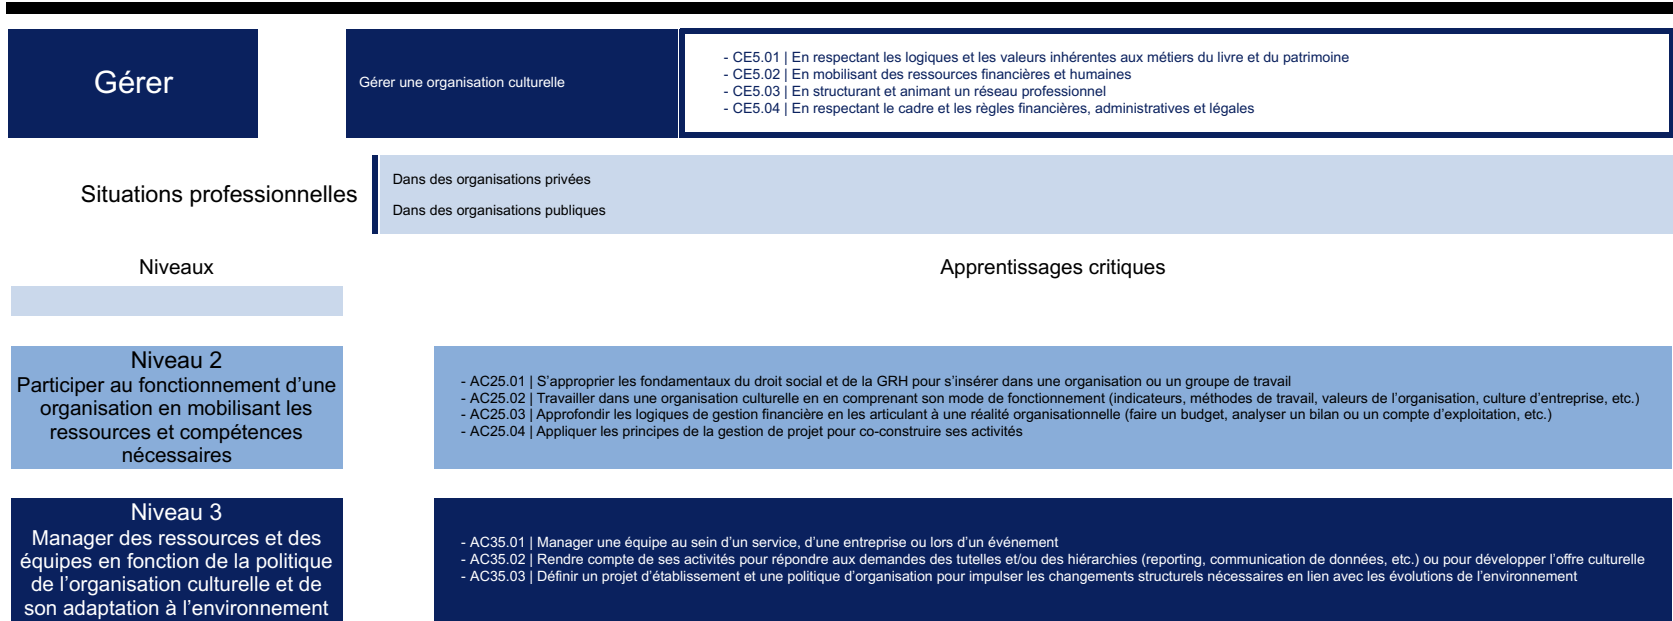 Gérer
Gérer une organisation culturelle
- CE5.01 | En respectant les logiques et les valeurs inhérentes aux métiers du livre et du patrimoine
- CE5.02 | En mobilisant des ressources financières et humaines
- CE5.03 | En structurant et animant un réseau professionnel
- CE5.04 | En respectant le cadre et les règles financières, administratives et légales
Situations professionnelles
Dans des organisations privées
Dans des organisations publiques
Niveaux
Apprentissages critiques
Niveau 2
Participer au fonctionnement d’une
organisation en mobilisant les
ressources et compétences
nécessaires
- AC25.01 | S’approprier les fondamentaux du droit social et de la GRH pour s’insérer dans une organisation ou un groupe de travail
- AC25.02 | Travailler dans une organisation culturelle en en comprenant son mode de fonctionnement (indicateurs, méthodes de travail, valeurs de l’organisation, culture d’entreprise, etc.)
- AC25.03 | Approfondir les logiques de gestion financière en les articulant à une réalité organisationnelle (faire un budget, analyser un bilan ou un compte d’exploitation, etc.)
- AC25.04 | Appliquer les principes de la gestion de projet pour co-construire ses activités
Niveau 3
Manager des ressources et des
équipes en fonction de la politique
de l’organisation culturelle et de
son adaptation à l’environnement
- AC35.01 | Manager une équipe au sein d’un service, d’une entreprise ou lors d’un événement
- AC35.02 | Rendre compte de ses activités pour répondre aux demandes des tutelles et/ou des hiérarchies (reporting, communication de données, etc.) ou pour développer l’offre culturelle
- AC35.03 | Définir un projet d’établissement et une politique d’organisation pour impulser les changements structurels nécessaires en lien avec les évolutions de l’environnement